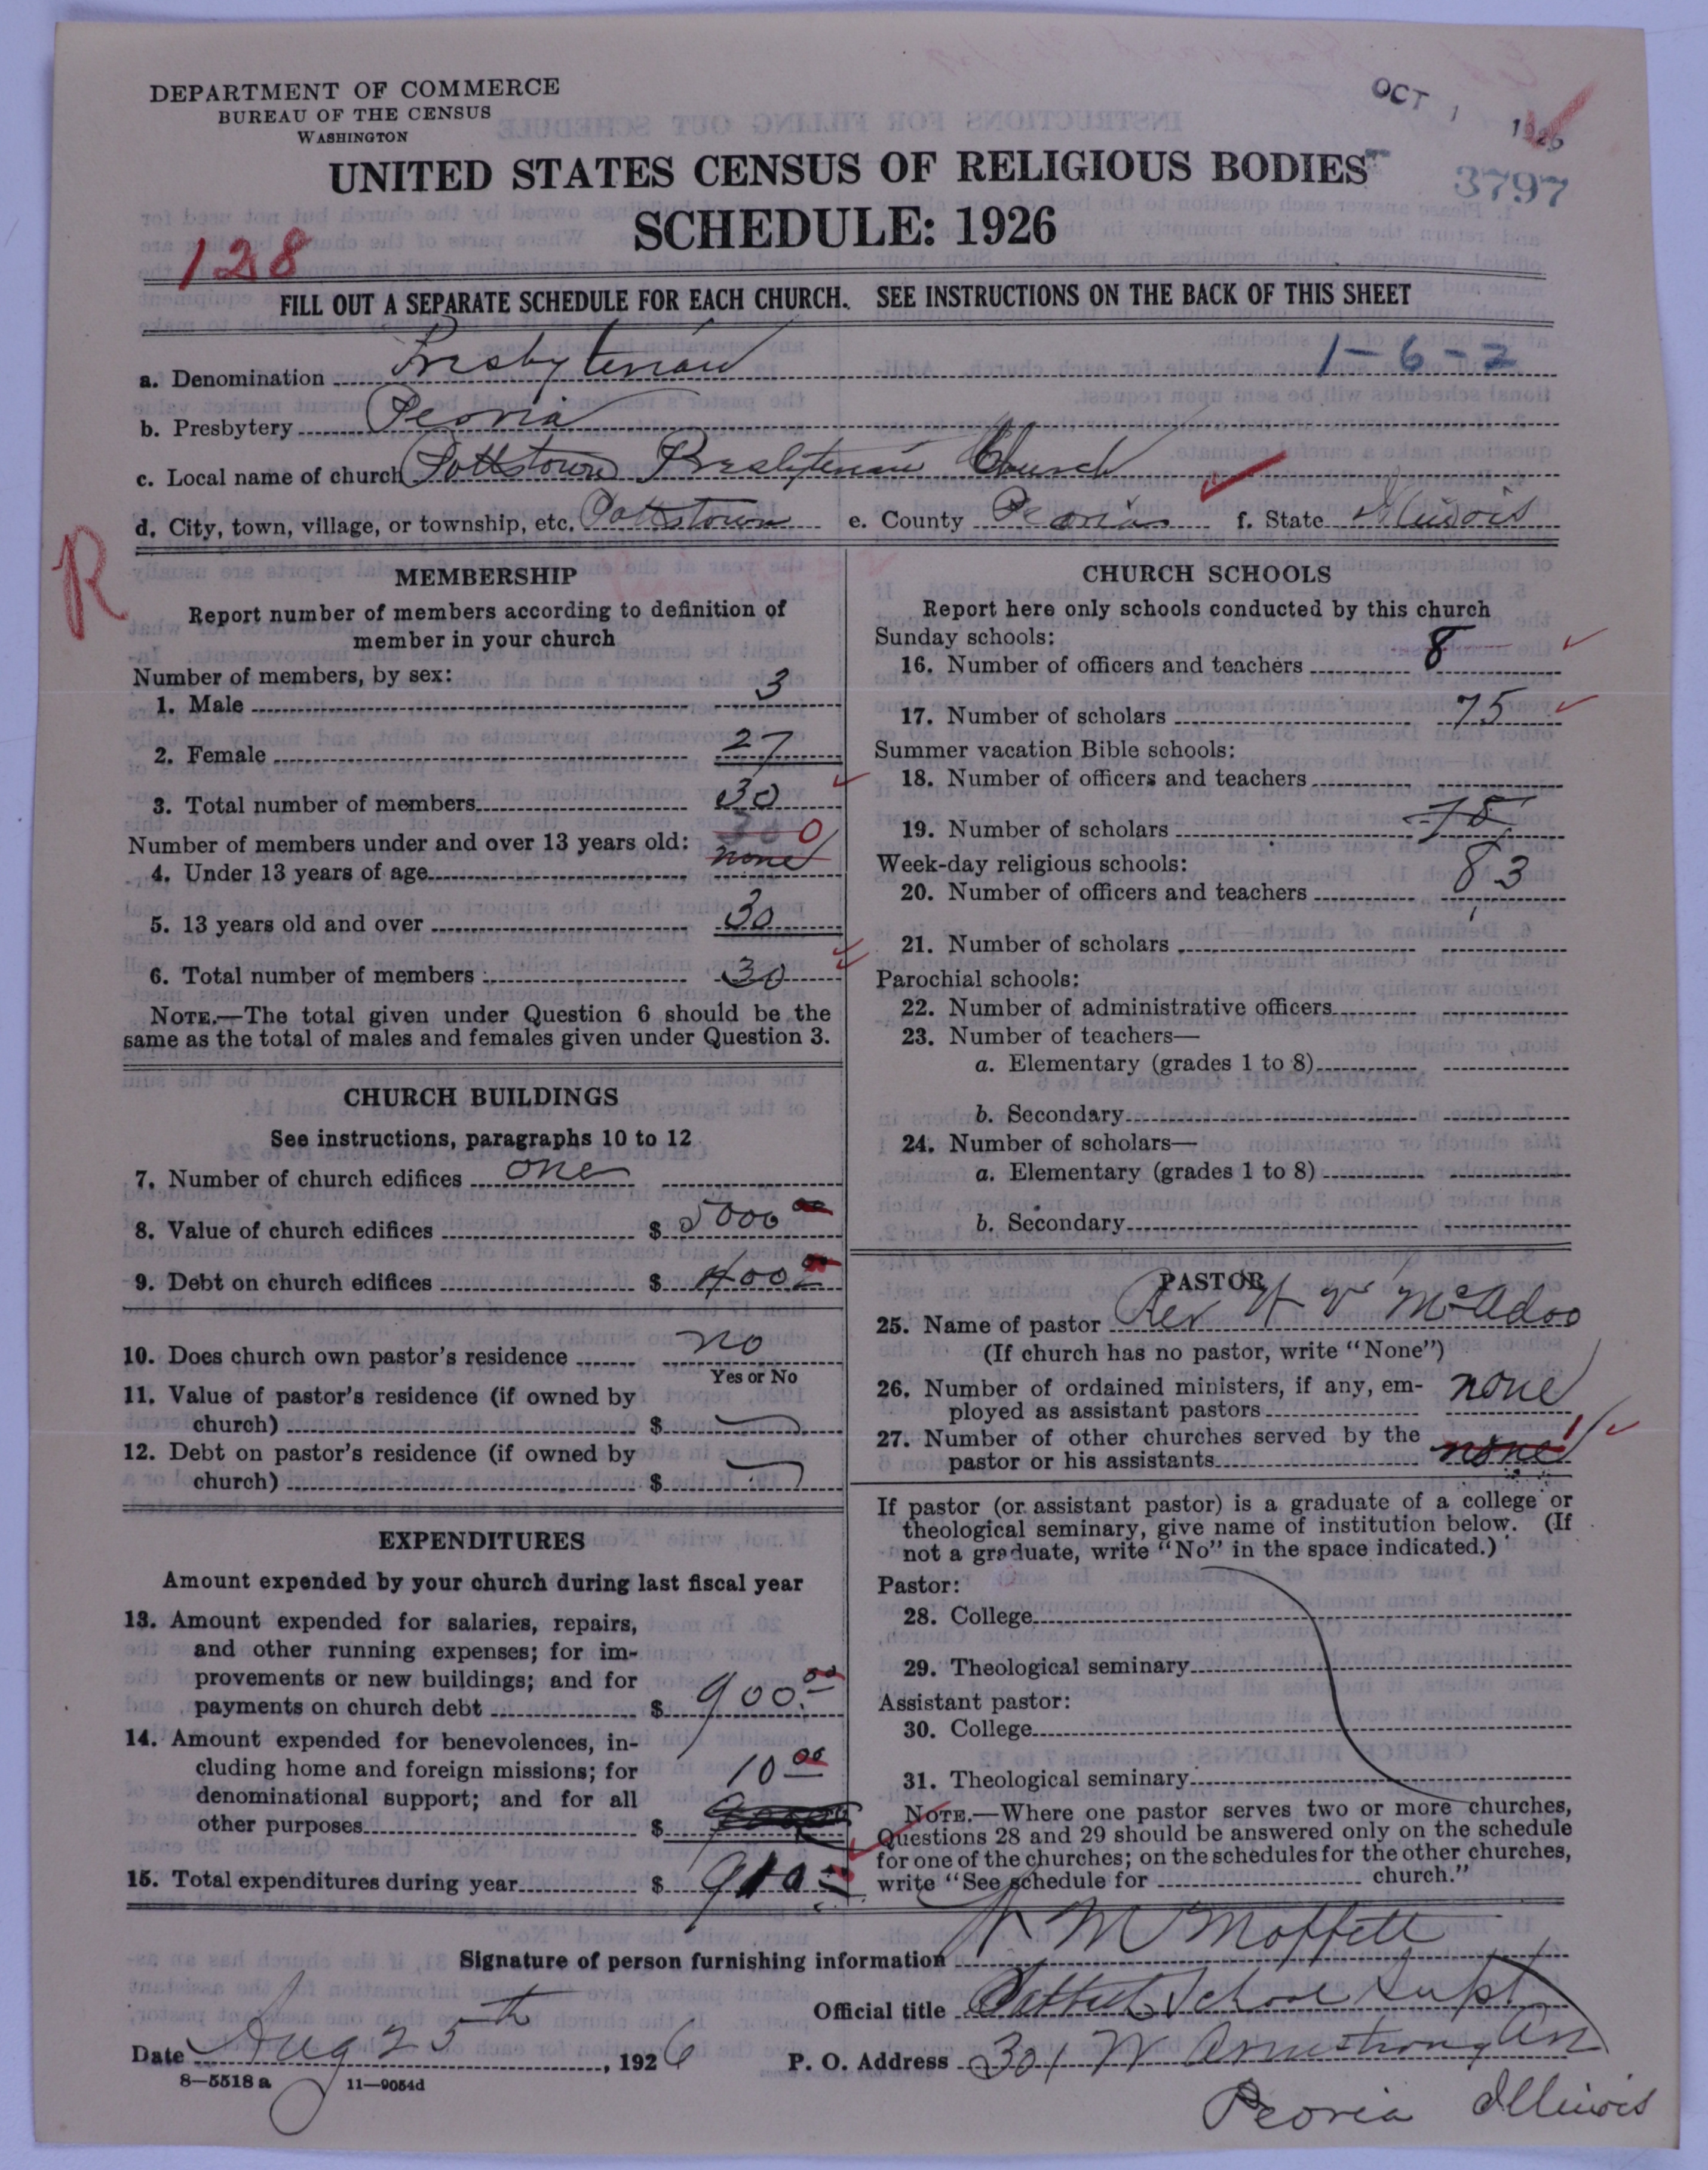 DEPARTMENT OF COMMERCE
BUREAU OF THE CENSUS
WASHINGTON
OCT 1 1926
UNITED STATES CENSUS OF RELIGIOUS BODIES
3797
SCHEDULE: 1926
128
FILL OUT A SEPARATE SCHEDULE FOR EACH CHURCH. SEE INSTRUCTIONS ON THE BACK OF THIS SHEET
1-6-2
a. Denomination Presbyterian
b. Presbytery Peoria
c. Local name of church Pottstown Presbyterian Church
d. City, town, village, or township, etc. Pottstown e. County Peoria f. State Illinois
R
MEMBERSHIP
Report number of members according to definition of
member in your church
Number of members, by sex:
1. Male 3
2. Female 27
3. Total number of members 30
Number of members under and over 13 years old: 30 0
4. Under 13 years of age none
5. 13 years old and over 30
6. Total number of members 30
NOTE.—The total given under Question 6 should be the
same as the total of males and females given under Question 3.
CHURCH BUILDINGS
See instructions, paragraphs 10 to 12
7. Number of church edifices one
8. Value of church edifices $ 5000 00
9. Debt on church edifices $ 400 00
10. Does church own pastor's residence no
Yes or No
11. Value of pastor's residence (if owned by
church) $
12. Debt on pastor's residence (if owned by
church) $
EXPENDITURES
Amount expended by your church during last fiscal year
13. Amount expended for salaries, repairs,
and other running expenses; for im-
provements or new buildings; and for
payments on church debt $ 900.00
14. Amount expended for benevolences, in-
cluding home and foreign missions; for
denominational support; and for all
other purposes $ 10 00
15. Total expenditures during year $ 910
CHURCH SCHOOLS
Report here only schools conducted by this church
Sunday schools:
16. Number of officers and teachers 8
17. Number of scholars 75
Summer vacation Bible schools:
18. Number of officers and teachers
19. Number of scholars 75
Week-day religious schools:
20. Number of officers and teachers 83
21. Number of scholars
Parochial schools:
22. Number of administrative officers
23. Number of teachers—
a. Elementary (grades 1 to 8)
b. Secondary
24. Number of scholars—
a. Elementary (grades 1 to 8)
b. Secondary
PASTOR
25. Name of pastor Rev McAdoo
(If church has no pastor, write "None")
26. Number of ordained ministers, if any, em-
ployed as assistant pastors none
27. Number of other churches served by the
pastor or his assistants none 1
If pastor (or assistant pastor) is a graduate of a college or
theological seminary, give name of institution below. (If
not a graduate, write "No" in the space indicated.)
Pastor:
28. College
29. Theological seminary
Assistant pastor:
30. College
31. Theological seminary
NOTE.—Where one pastor serves two or more churches,
Questions 28 and 29 should be answered only on the schedule
for one of the churches; on the schedules for the other churches,
write "See schedule for church."
Signature of person furnishing information M Moffett
Official title School Supt
Date Aug 25th, 1926 P. O. Address 301 W Armstrong Av
8—5518 a 11—9054d
Peoria Illinois